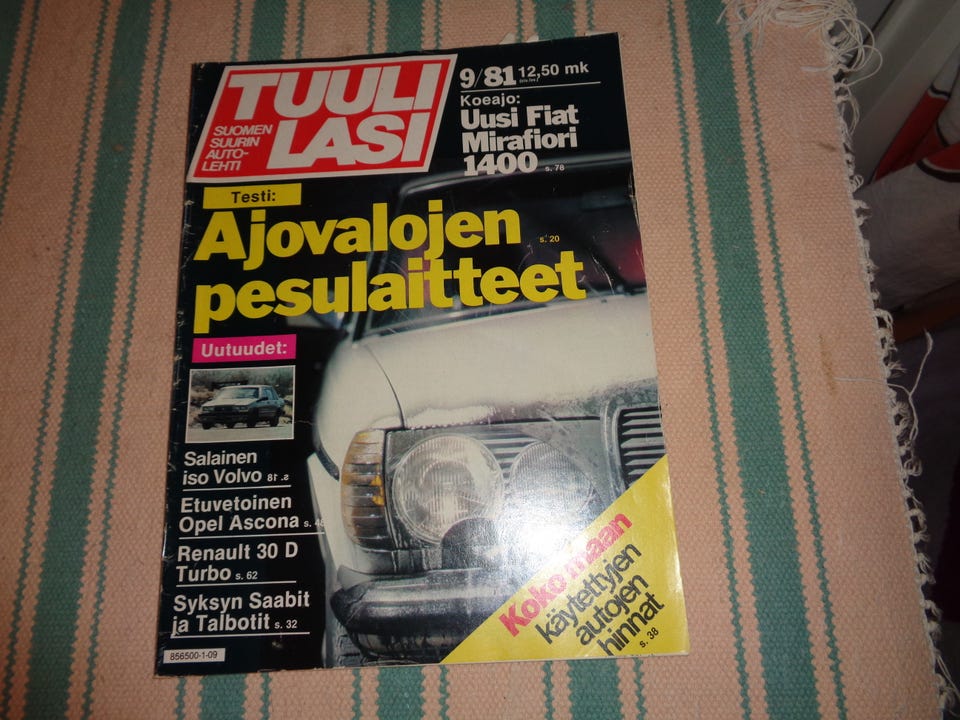 TUULI
LASI
SUOMEN
SUURIN
AUTO-
LEHTI
9/81 12,50 mk
Koeajo:
Uusi Fiat
Mirafiori
1400 s. 78
Testi:
Ajovalojen
pesulaitteet s. 20
Uutuudet:
Salainen
iso Volvo s. 18
Etuvetoinen
Opel Ascona s. 48
Renault 30 D
Turbo s. 62
Syksyn Saabit
ja Talbotit s. 32
Koko maan
käytettyjen
autojen
hinnat
s. 38
856500-1-09